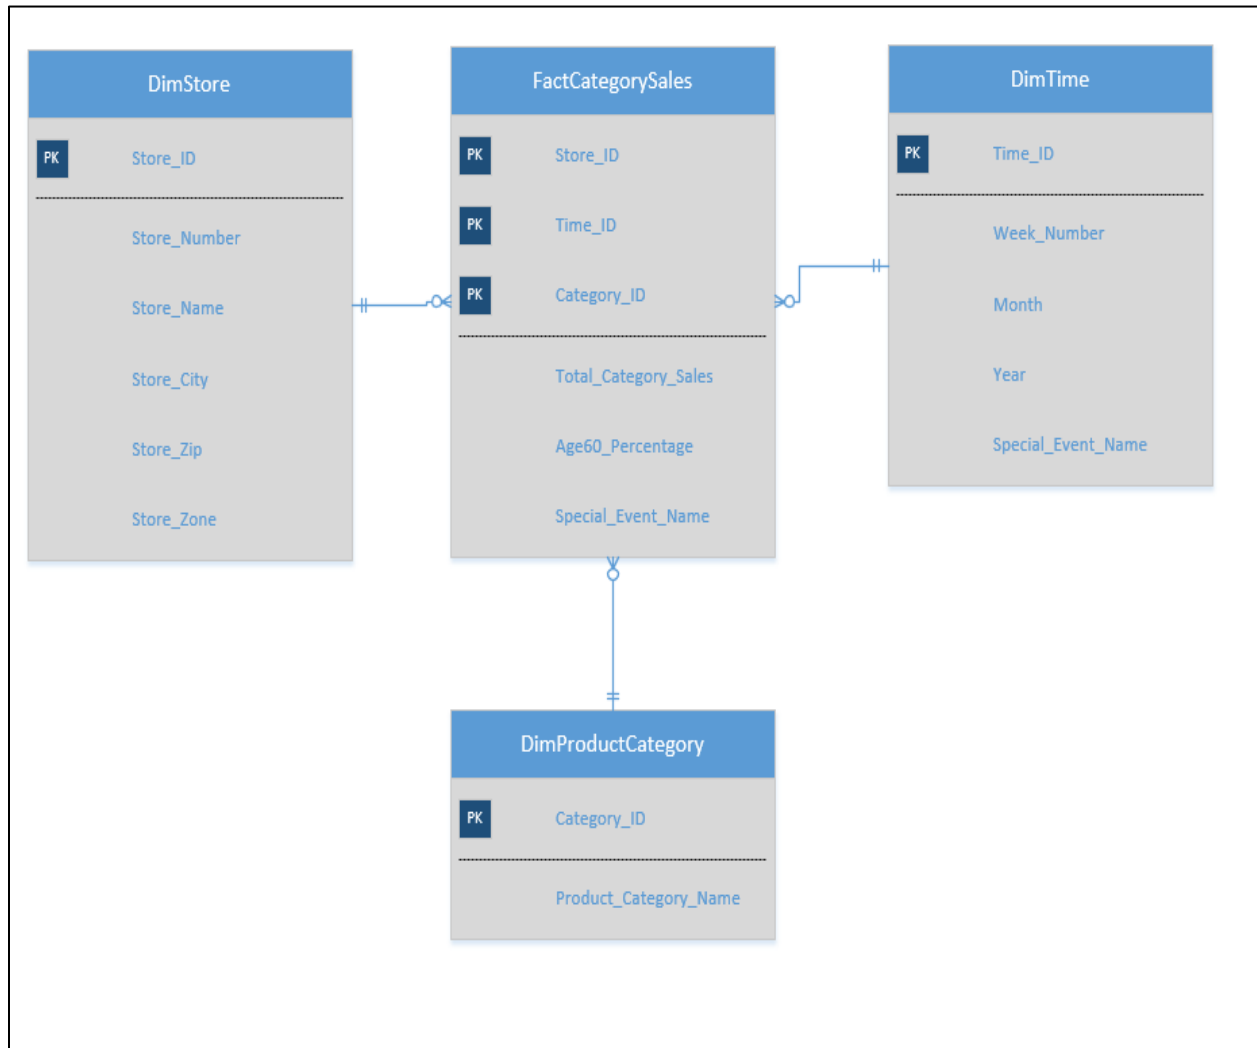 DimStore
PK Store_ID
Store_Number
Store_Name
Store_City
Store_Zip
Store_Zone
FactCategorySales
PK Store_ID
PK Time_ID
PK Category_ID
Total_Category_Sales
Age60_Percentage
Special_Event_Name
DimTime
PK Time_ID
Week_Number
Month
Year
Special_Event_Name
DimProductCategory
PK Category_ID
Product_Category_Name